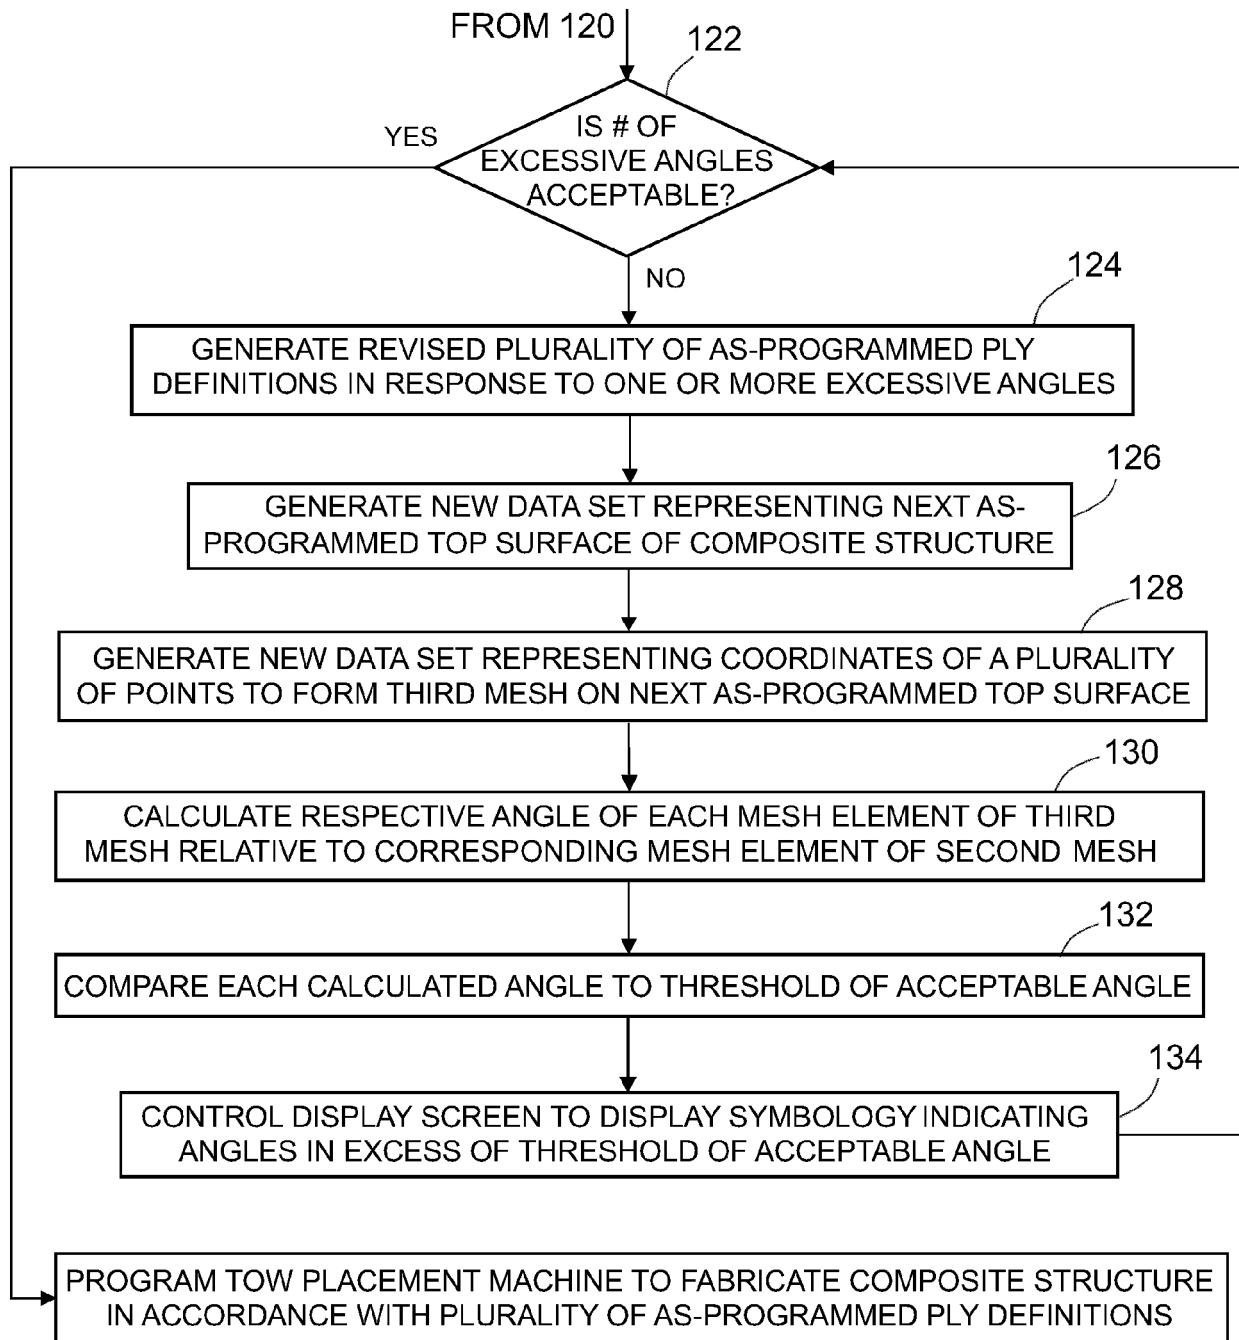 FROM 120
122
YES
IS # OF
EXCESSIVE ANGLES
ACCEPTABLE?
NO
124
GENERATE REVISED PLURALITY OF AS-PROGRAMMED PLY
DEFINITIONS IN RESPONSE TO ONE OR MORE EXCESSIVE ANGLES
126
GENERATE NEW DATA SET REPRESENTING NEXT AS-
PROGRAMMED TOP SURFACE OF COMPOSITE STRUCTURE
128
GENERATE NEW DATA SET REPRESENTING COORDINATES OF A PLURALITY
OF POINTS TO FORM THIRD MESH ON NEXT AS-PROGRAMMED TOP SURFACE
130
CALCULATE RESPECTIVE ANGLE OF EACH MESH ELEMENT OF THIRD
MESH RELATIVE TO CORRESPONDING MESH ELEMENT OF SECOND MESH
132
COMPARE EACH CALCULATED ANGLE TO THRESHOLD OF ACCEPTABLE ANGLE
134
CONTROL DISPLAY SCREEN TO DISPLAY SYMBOLOGY INDICATING
ANGLES IN EXCESS OF THRESHOLD OF ACCEPTABLE ANGLE
PROGRAM TOW PLACEMENT MACHINE TO FABRICATE COMPOSITE STRUCTURE
IN ACCORDANCE WITH PLURALITY OF AS-PROGRAMMED PLY DEFINITIONS